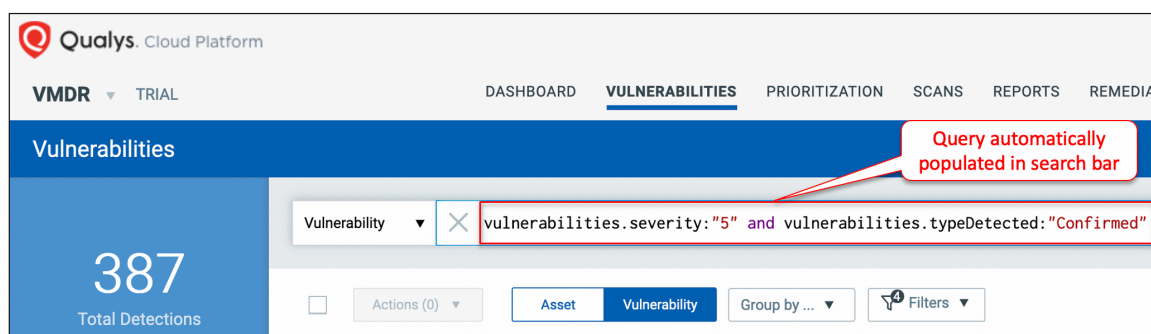 Qualys. Cloud Platform
VMDR ▼ TRIAL
DASHBOARD VULNERABILITIES PRIORITIZATION SCANS REPORTS REMEDIA
Vulnerabilities
Query automatically
populated in search bar
Vulnerability ▼ vulnerabilities.severity:"5" and vulnerabilities.typeDetected:"Confirmed"
387
Total Detections
Actions (0) ▼ Asset Vulnerability Group by ... ▼ 4 Filters ▼